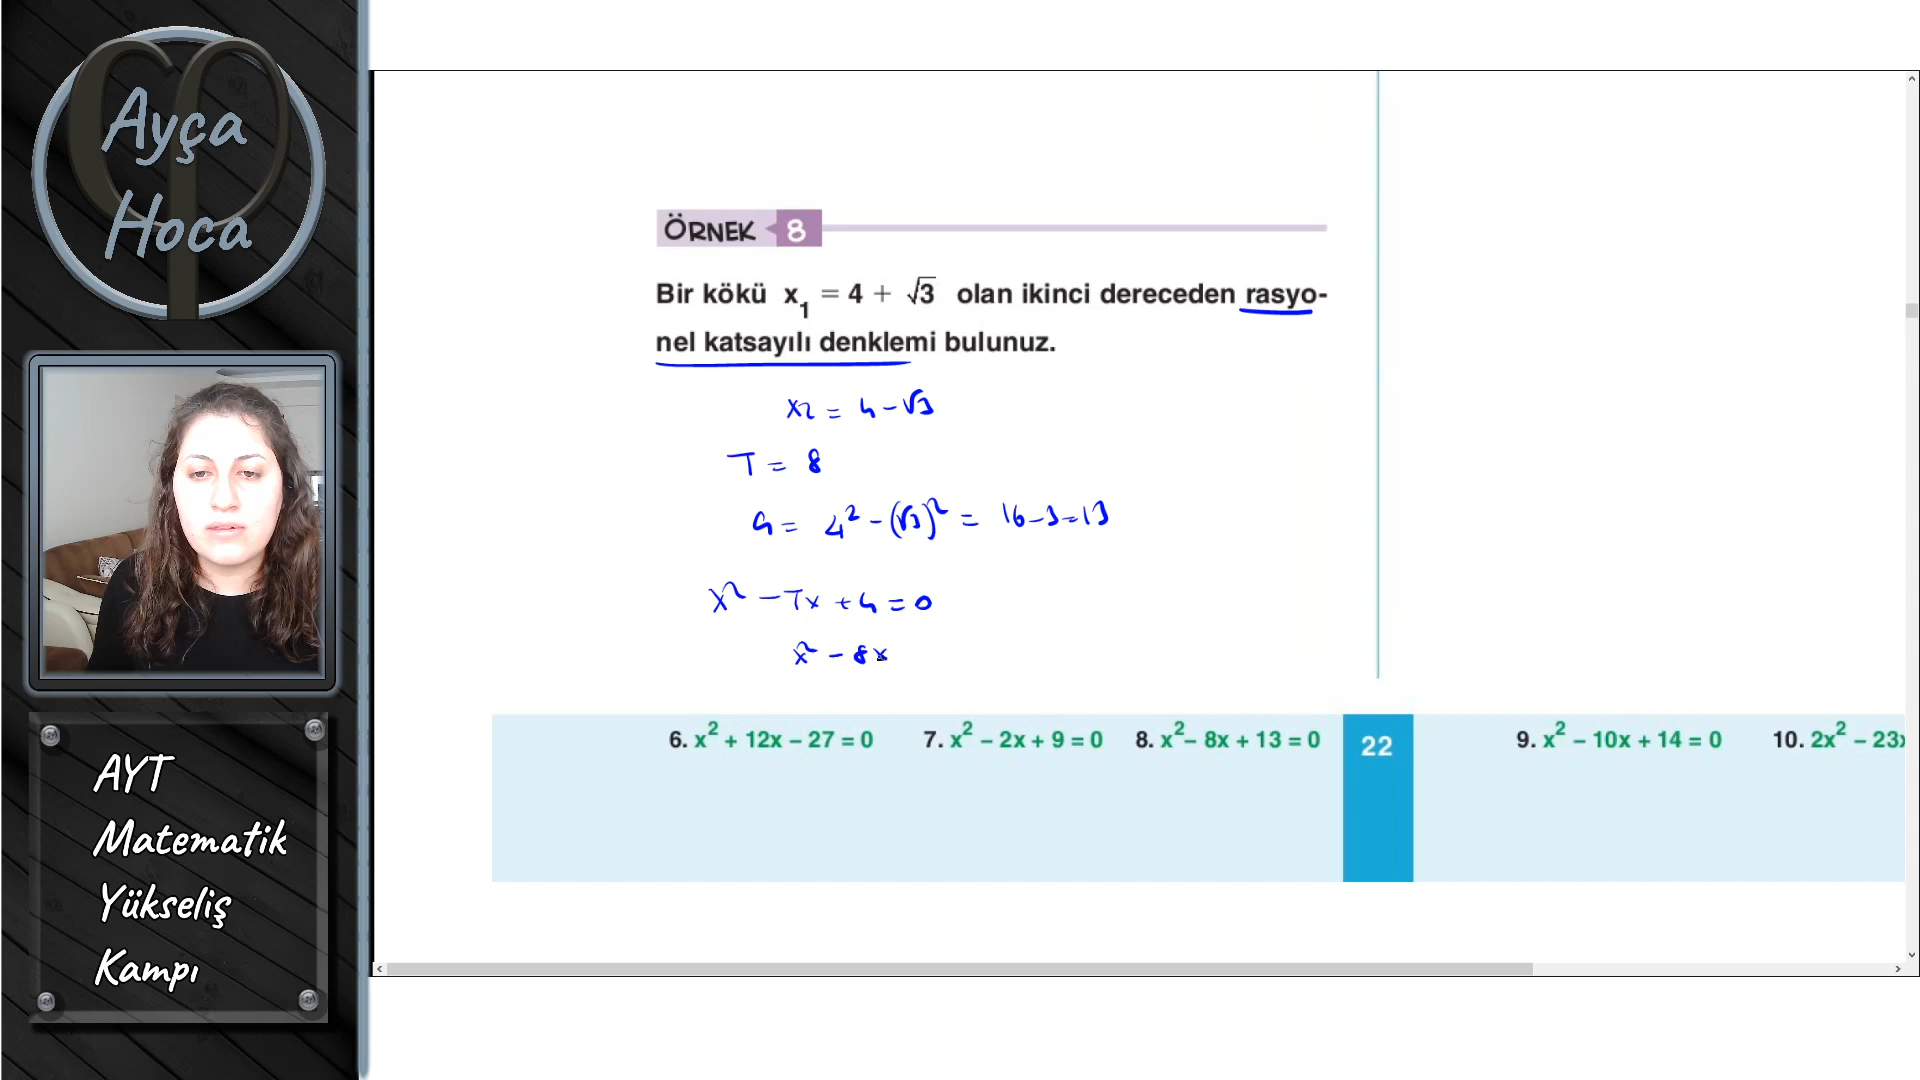 Ayça
Hoca
AYT
Matematik
Yükseliş
Kampı
ÖRNEK 8
Bir kökü x₁ = 4 + √3 olan ikinci dereceden rasyo-
nel katsayılı denklemi bulunuz.
x₂ = 4 - √3
T = 8
Ç = 4² - (√3)² = 16 - 3 = 13
x² - Tx + Ç = 0
x² - 8x
6. x² + 12x – 27 = 0 7. x² – 2x + 9 = 0 8. x² – 8x + 13 = 0 22 9. x² – 10x + 14 = 0 10. 2x² – 23x